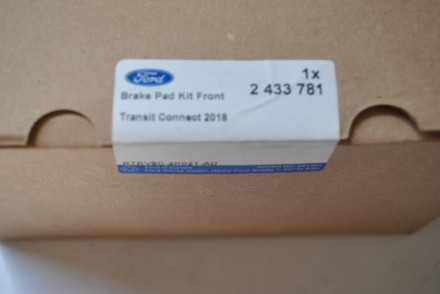 Ford
1x
2 433 781
Brake Pad Kit Front
Transit Connect 2018